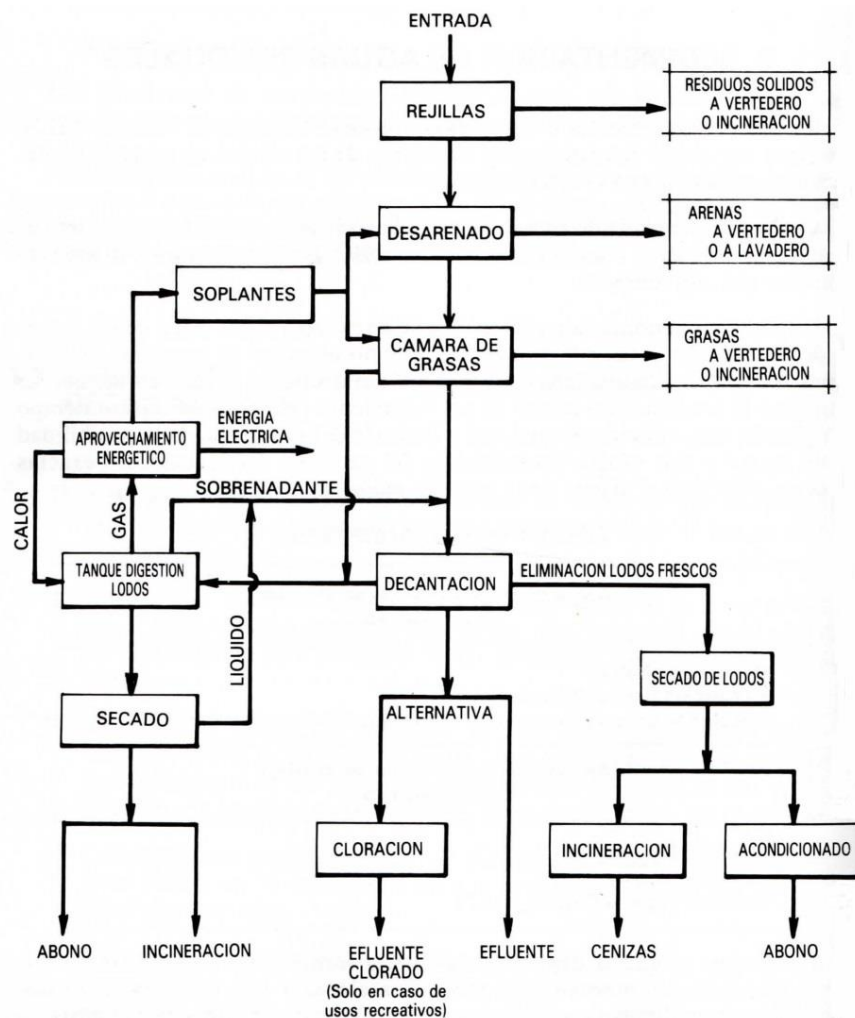 ENTRADA
REJILLAS
RESIDUOS SOLIDOS
A VERTEDERO
O INCINERACION
DESARENADO
ARENAS
A VERTEDERO
O A LAVADERO
SOPLANTES
CAMARA DE
GRASAS
GRASAS
A VERTEDERO
O INCINERACION
APROVECHAMIENTO
ENERGETICO
ENERGIA
ELECTRICA
CALOR
GAS
SOBRENADANTE
TANQUE DIGESTION
LODOS
DECANTACION
ELIMINACION LODOS FRESCOS
LIQUIDO
SECADO
ALTERNATIVA
SECADO DE LODOS
CLORACION
INCINERACION
ACONDICIONADO
ABONO
INCINERACION
EFLUENTE
CLORADO
(Solo en caso de
usos recreativos)
EFLUENTE
CENIZAS
ABONO